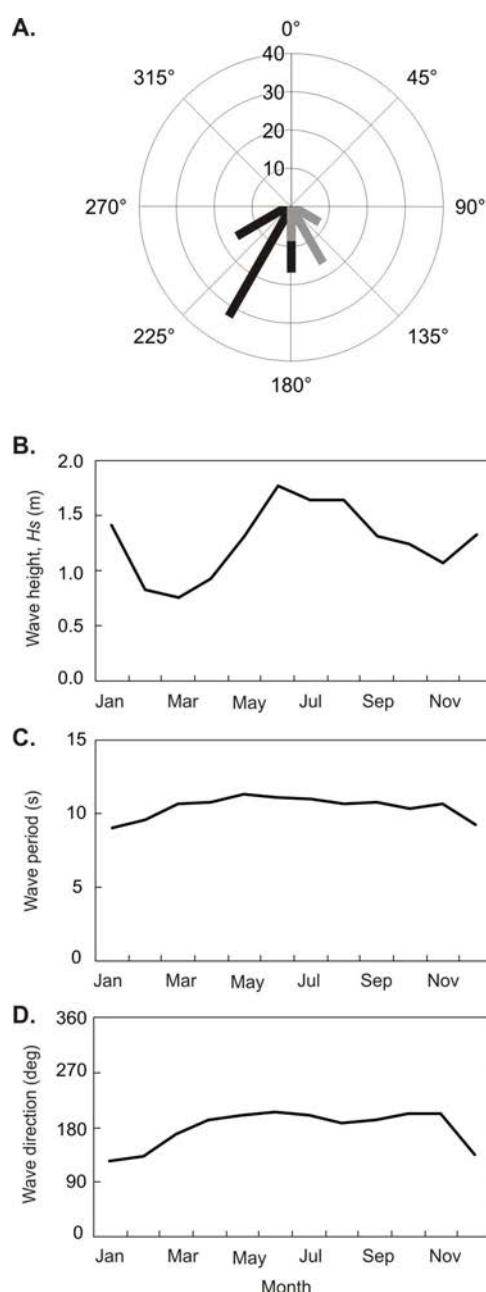 A.
0°
315°
40
45°
30
20
10
270°
90°
225°
135°
180°
B.
Wave height, Hs (m)
2.0
1.5
1.0
0.5
0.0
Jan Mar May Jul Sep Nov
C.
Wave period (s)
15
10
5
0
Jan Mar May Jul Sep Nov
D.
Wave direction (deg)
360
270
180
90
0
Jan Mar May Jul Sep Nov
Month